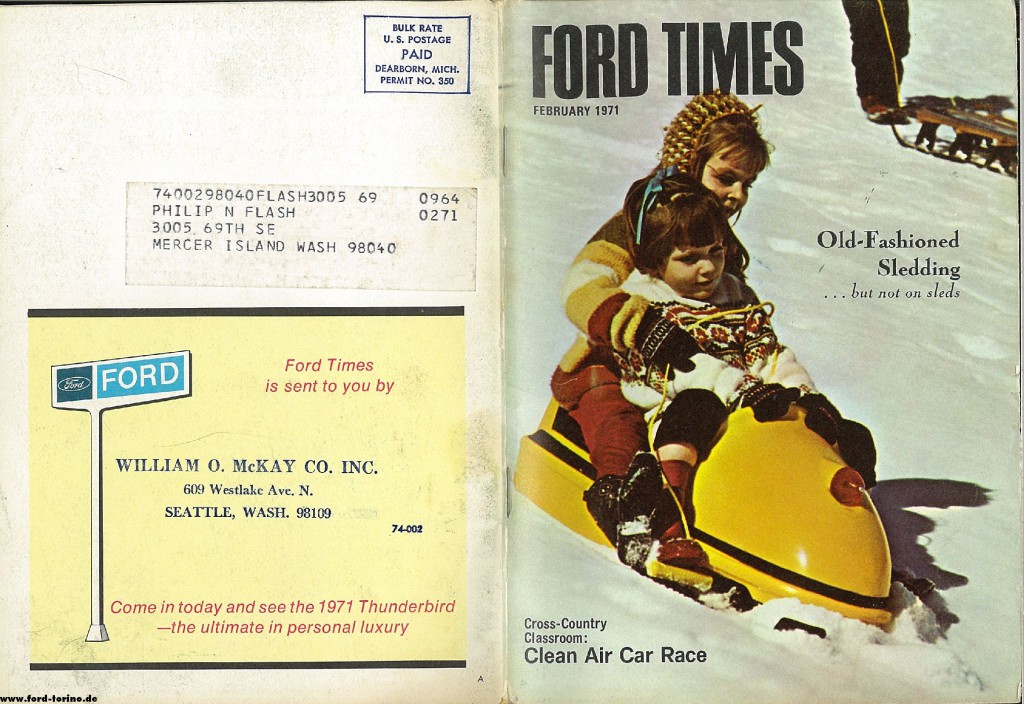 BULK RATE
U. S. POSTAGE
PAID
DEARBORN, MICH.
PERMIT NO. 350
7400298040FLASH3005 69 0964
PHILIP N FLASH 0271
3005 69TH SE
MERCER ISLAND WASH 98040
Ford FORD
Ford Times
is sent to you by
WILLIAM O. McKAY CO. INC.
609 Westlake Ave. N.
SEATTLE, WASH. 98109
74-002
Come in today and see the 1971 Thunderbird
—the ultimate in personal luxury
A
www.ford-torino.de
FORD TIMES
FEBRUARY 1971
Old-Fashioned
Sledding
. . . but not on sleds
Cross-Country
Classroom:
Clean Air Car Race